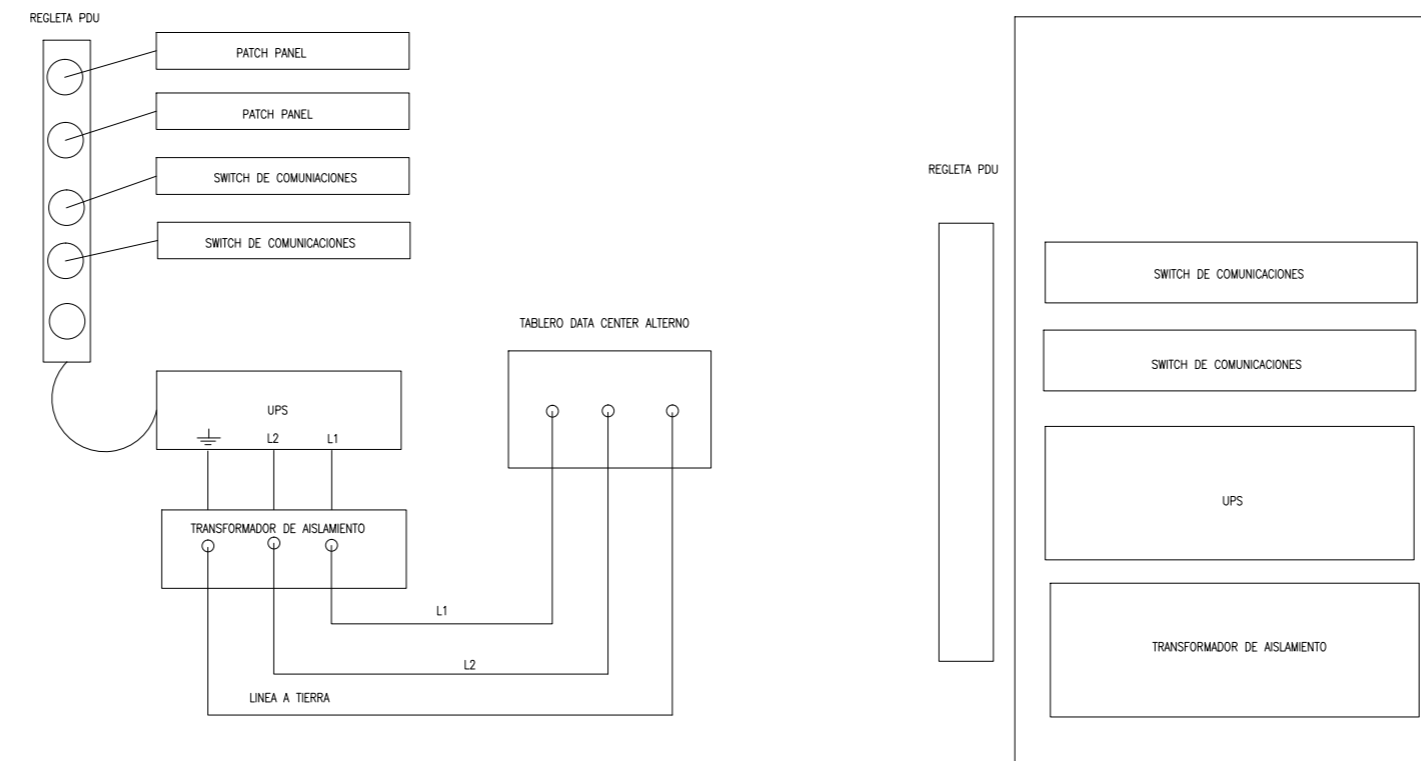 REGLETA PDU
PATCH PANEL
PATCH PANEL
SWITCH DE COMUNIACIONES
SWITCH DE COMUNICACIONES
TABLERO DATA CENTER ALTERNO
UPS
L2 L1
TRANSFORMADOR DE AISLAMIENTO
L1
L2
LINEA A TIERRA
REGLETA PDU
SWITCH DE COMUNICACIONES
SWITCH DE COMUNICACIONES
UPS
TRANSFORMADOR DE AISLAMIENTO